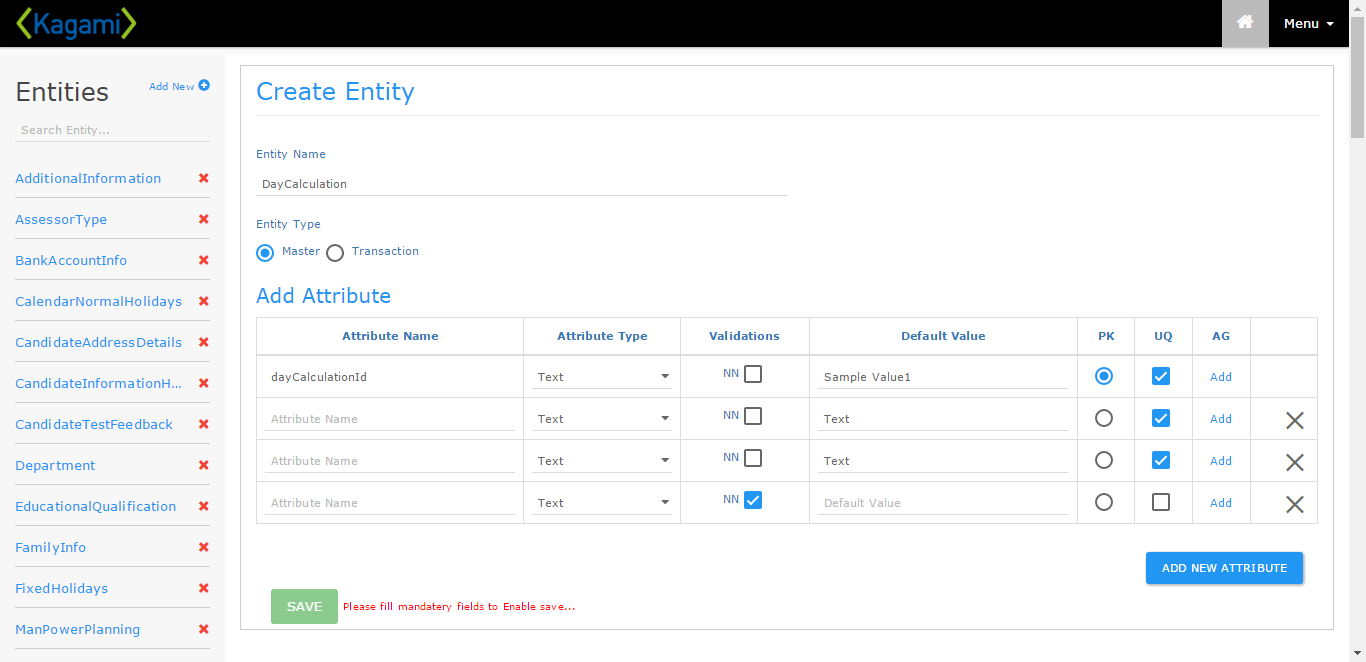 Kagami
Menu
Entities
Add New
Search Entity...
AdditionalInformation
AssessorType
BankAccountInfo
CalendarNormalHolidays
CandidateAddressDetails
CandidateInformationH...
CandidateTestFeedback
Department
EducationalQualification
FamilyInfo
FixedHolidays
ManPowerPlanning
Create Entity
Entity Name
DayCalculation
Entity Type
Master Transaction
Add Attribute
Attribute Name Attribute Type Validations Default Value PK UQ AG
dayCalculationId Text NN Sample Value1 Add
Attribute Name Text NN Text Add
Attribute Name Text NN Text Add
Attribute Name Text NN Default Value Add
ADD NEW ATTRIBUTE
SAVE Please fill mandatery fields to Enable save...